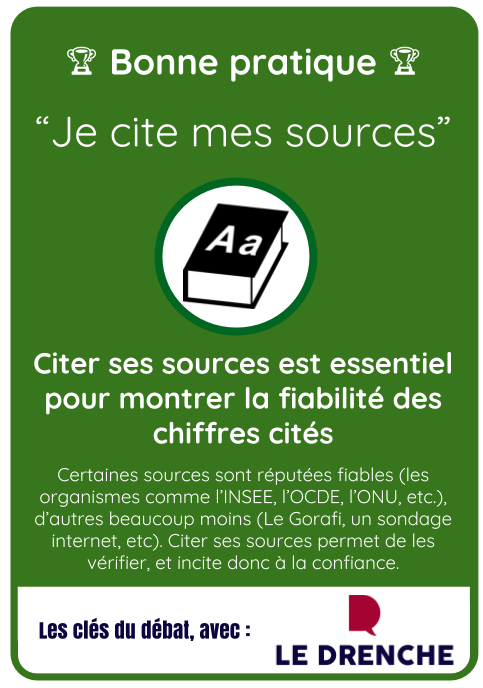 Bonne pratique
“Je cite mes sources”
Aa
Citer ses sources est essentiel
pour montrer la fiabilité des
chiffres cités
Certaines sources sont réputées fiables (les
organismes comme l’INSEE, l’OCDE, l’ONU, etc.),
d’autres beaucoup moins (Le Gorafi, un sondage
internet, etc). Citer ses sources permet de les
vérifier, et incite donc à la confiance.
Les clés du débat, avec :
LE DRENCHE